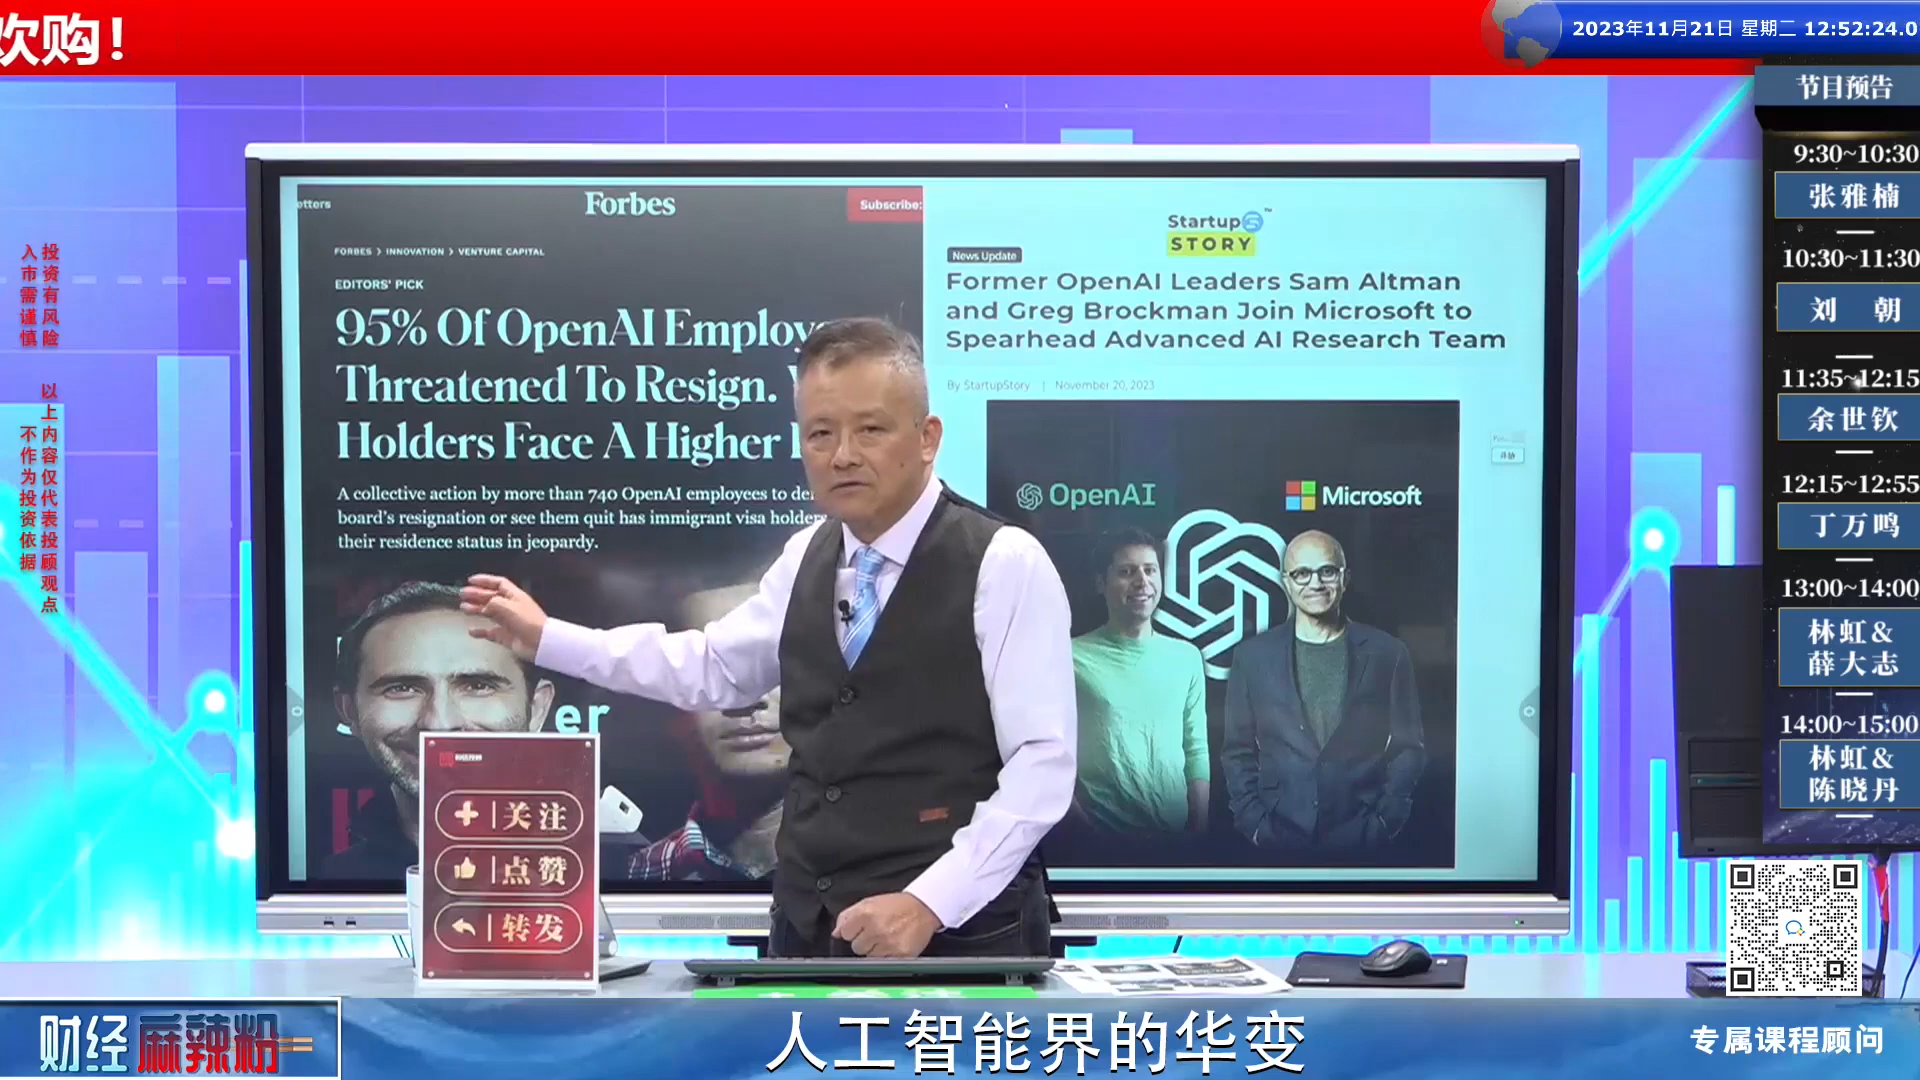 欢购！
2023年11月21日 星期二 12:52:24.0
节目预告
9:30~10:30
张雅楠
10:30~11:30
刘 朝
11:35~12:15
余世钦
12:15~12:55
丁万鸣
13:00~14:00
林虹&
薛大志
14:00~15:00
林虹&
陈晓丹
投资有风险
入市需谨慎
以上内容仅代表投顾观点
不作为投资依据
etters
Forbes
Subscribe:
FORBES > INNOVATION > VENTURE CAPITAL
EDITORS' PICK
95% Of OpenAI Employ
Threatened To Resign.
Holders Face A Higher
A collective action by more than 740 OpenAI employees to de
board's resignation or see them quit has immigrant visa holders
their residence status in jeopardy.
er
Startup
STORY
TM
News Update
Former OpenAI Leaders Sam Altman
and Greg Brockman Join Microsoft to
Spearhead Advanced AI Research Team
By StartupStory | November 20, 2023
OpenAI
Microsoft
关注
点赞
转发
财经麻辣粉
人工智能界的华变
专属课程顾问